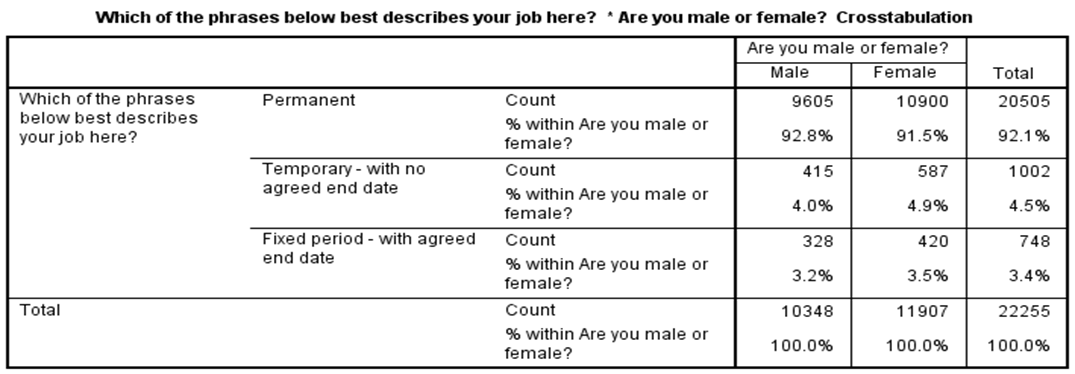 Which of the phrases below best describes your job here? * Are you male or female? Crosstabulation
Are you male or female?
Male Female Total
Which of the phrases below best describes your job here? Permanent Count 9605 10900 20505
% within Are you male or female? 92.8% 91.5% 92.1%
Temporary - with no agreed end date Count 415 587 1002
% within Are you male or female? 4.0% 4.9% 4.5%
Fixed period - with agreed end date Count 328 420 748
% within Are you male or female? 3.2% 3.5% 3.4%
Total Count 10348 11907 22255
% within Are you male or female? 100.0% 100.0% 100.0%